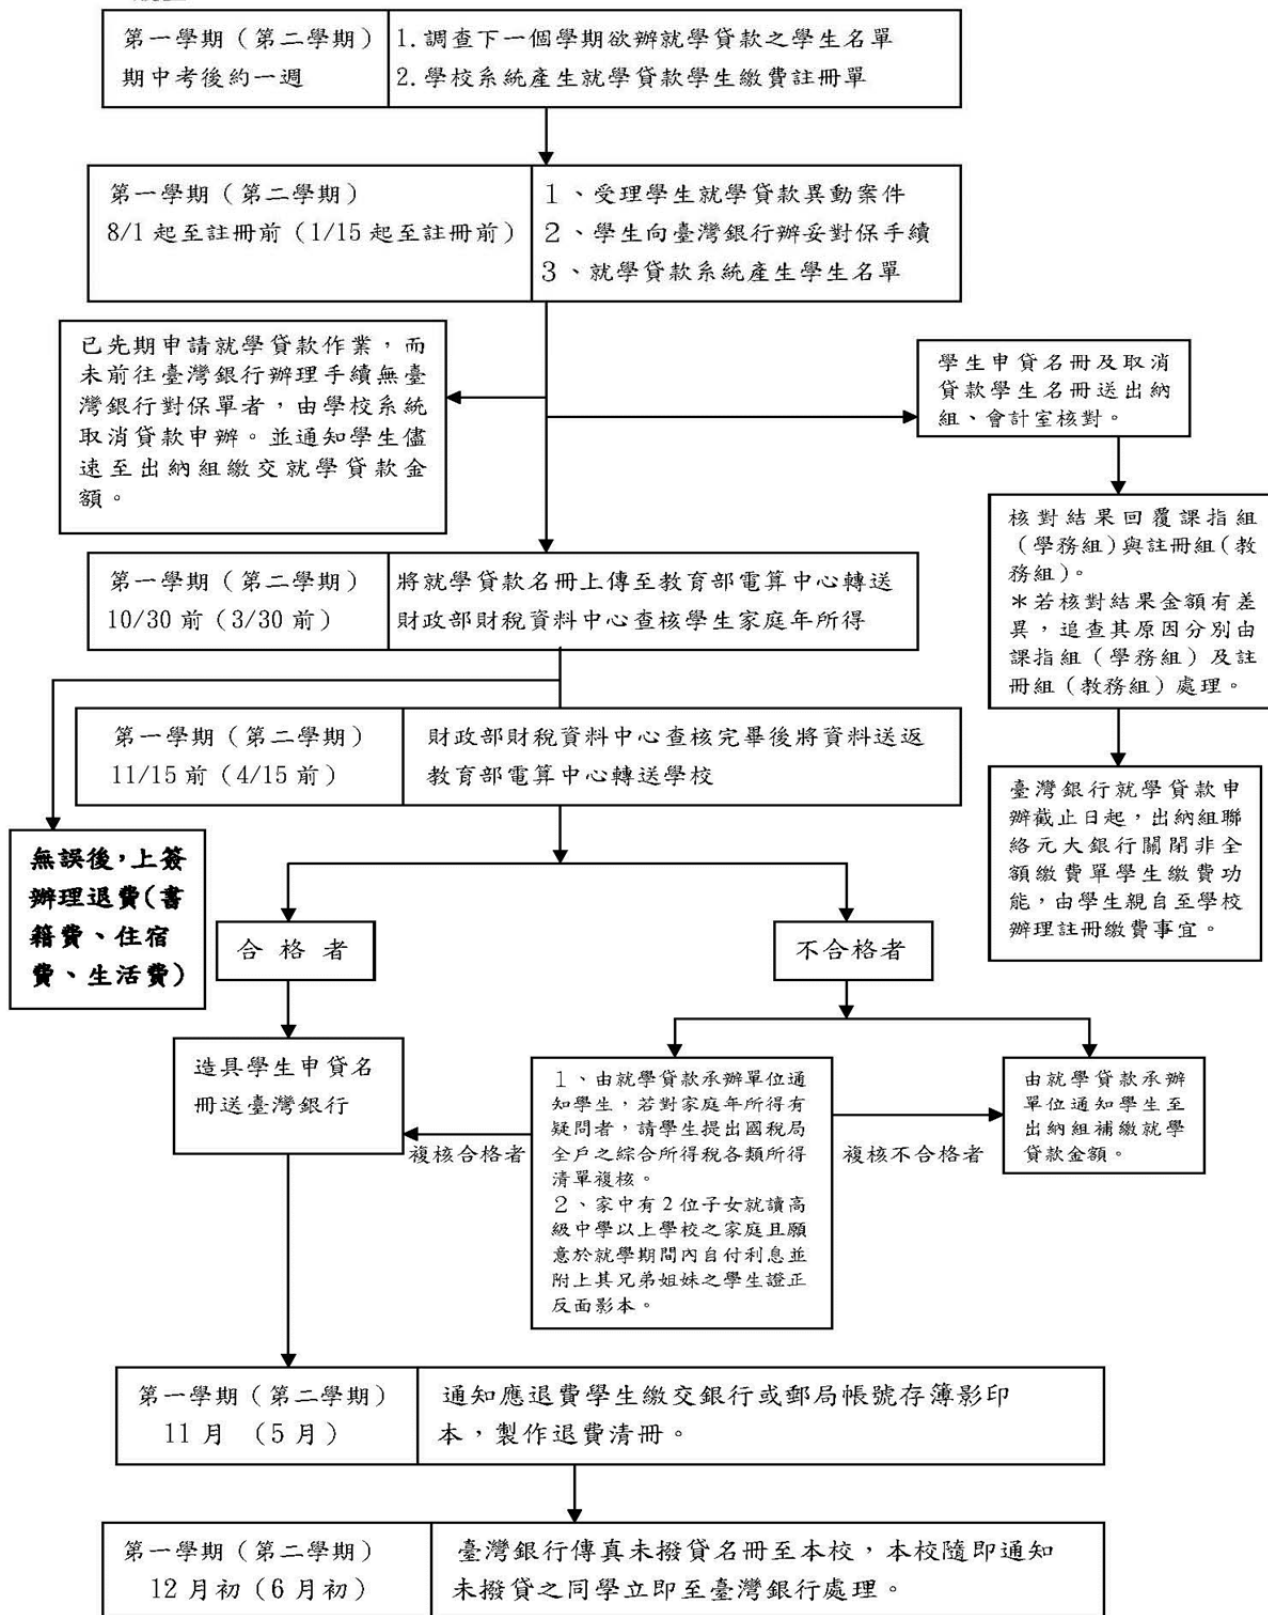 第一學期（第二學期）
期中考後約一週
1.調查下一個學期欲辦就學貸款之學生名單
2.學校系統產生就學貸款學生繳費註冊單
第一學期（第二學期）
8/1起至註冊前（1/15起至註冊前）
1、受理學生就學貸款異動案件
2、學生向臺灣銀行辦妥對保手續
3、就學貸款系統產生學生名單
已先期申請就學貸款作業，而
未前往臺灣銀行辦理手續無臺
灣銀行對保單者，由學校系統
取消貸款申辦。並通知學生儘
速至出納組繳交就學貸款金
額。
學生申貸名冊及取消
貸款學生名冊送出納
組、會計室核對。
核對結果回覆課指組
（學務組）與註冊組（教
務組）。
＊若核對結果金額有差
異，追查其原因分別由
課指組（學務組）及註
冊組（教務組）處理。
第一學期（第二學期）
10/30前（3/30前）
將就學貸款名冊上傳至教育部電算中心轉送
財政部財稅資料中心查核學生家庭年所得
第一學期（第二學期）
11/15前（4/15前）
財政部財稅資料中心查核完畢後將資料送返
教育部電算中心轉送學校
臺灣銀行就學貸款申
辦截止日起，出納組聯
絡元大銀行關閉非全
額繳費單學生繳費功
能，由學生親自至學校
辦理註冊繳費事宜。
無誤後，上簽
辦理退費（書
籍費、住宿
費、生活費）
合格者
不合格者
造具學生申貸名
冊送臺灣銀行
複核合格者
1、由就學貸款承辦單位通
知學生，若對家庭年所得有
疑問者，請學生提出國稅局
全戶之綜合所得稅各類所得
清單複核。
2、家中有2位子女就讀高
級中學以上學校之家庭且願
意於就學期間內自付利息並
附上其兄弟姐妹之學生證正
反面影本。
複核不合格者
由就學貸款承辦
單位通知學生至
出納組補繳就學
貸款金額。
第一學期（第二學期）
11月 （5月）
通知應退費學生繳交銀行或郵局帳號存簿影印
本，製作退費清冊。
第一學期（第二學期）
12月初（6月初）
臺灣銀行傳真未撥貸名冊至本校，本校隨即通知
未撥貸之同學立即至臺灣銀行處理。